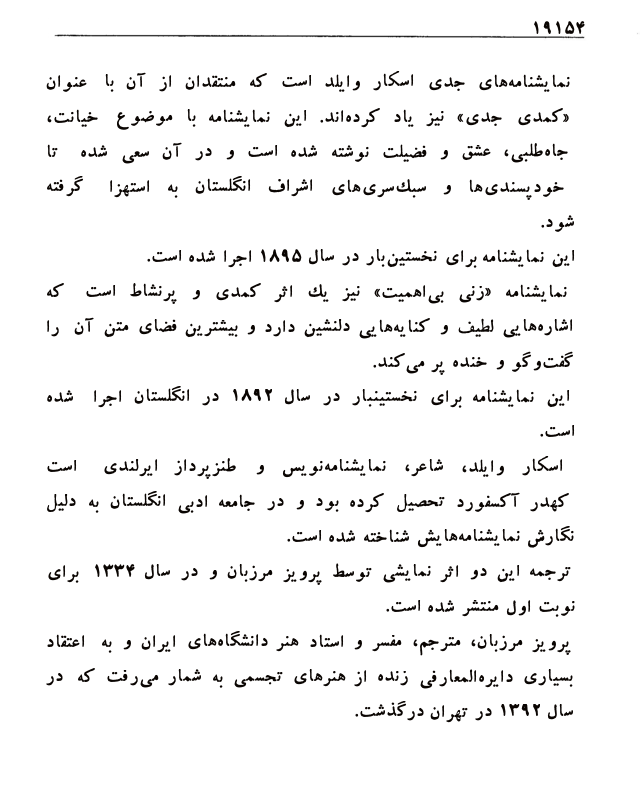 ۱۹۱۵۴
نمایشنامه‌های جدی اسکار وایلد است که منتقدان از آن با عنوان
«کمدی جدی» نیز یاد کرده‌اند. این نمایشنامه با موضوع خیانت،
جاه‌طلبی، عشق و فضیلت نوشته شده است و در آن سعی شده تا
خودپسندی‌ها و سبك‌سری‌های اشراف انگلستان به استهزا گرفته
شود.
این نمایشنامه برای نخستین‌بار در سال ۱۸۹۵ اجرا شده است.
نمایشنامه «زنی بی‌اهمیت» نیز یك اثر کمدی و پرنشاط است که
اشاره‌هایی لطیف و کنایه‌هایی دلنشین دارد و بیشترین فضای متن آن را
گفت‌وگو و خنده پر می‌کند.
این نمایشنامه برای نخستینبار در سال ۱۸۹۲ در انگلستان اجرا شده
است.
اسکار وایلد، شاعر، نمایشنامه‌نویس و طنزپرداز ایرلندی است
کهدر آکسفورد تحصیل کرده بود و در جامعه ادبی انگلستان به دلیل
نگارش نمایشنامه‌هایش شناخته شده است.
ترجمه این دو اثر نمایشی توسط پرویز مرزبان و در سال ۱۳۳۴ برای
نوبت اول منتشر شده است.
پرویز مرزبان، مترجم، مفسر و استاد هنر دانشگاه‌های ایران و به اعتقاد
بسیاری دایره‌المعارفی زنده از هنرهای تجسمی به شمار می‌رفت که در
سال ۱۳۹۲ در تهران درگذشت.